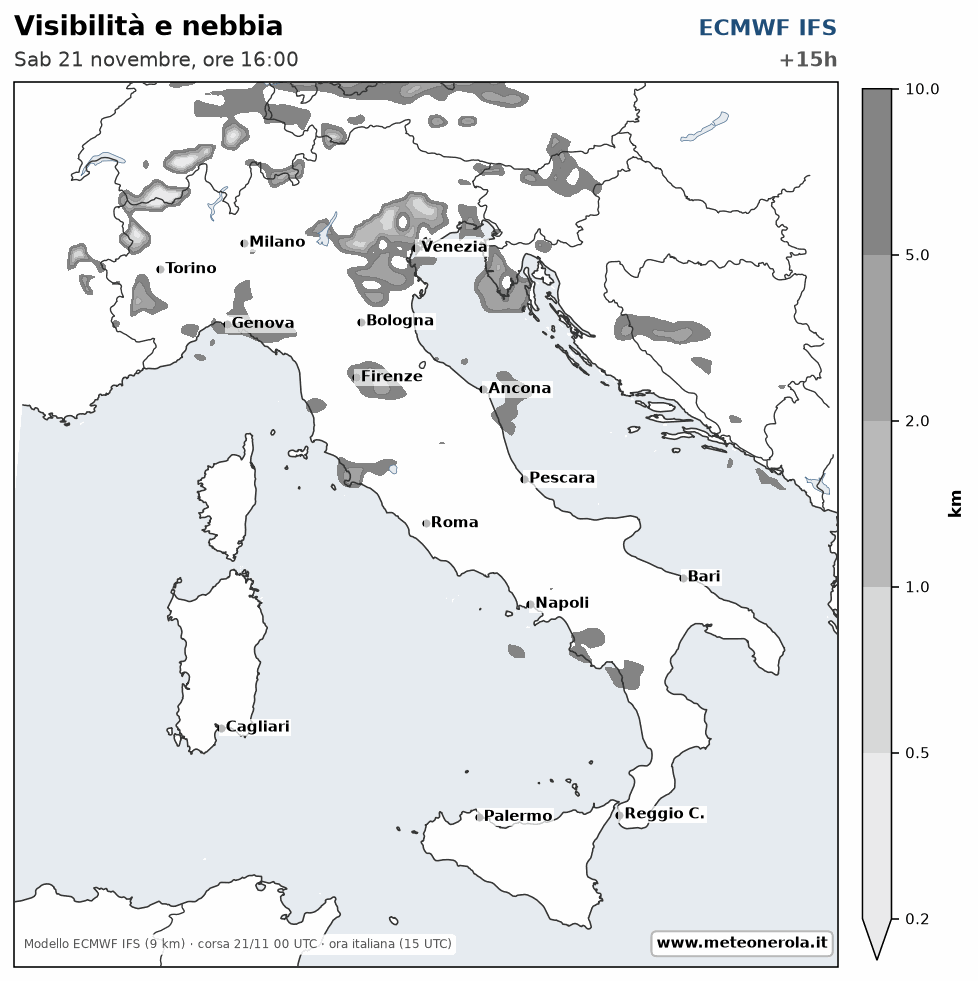 Visibilità e nebbia
ECMWF IFS
Sab 21 novembre, ore 16:00
+15h
10.0
5.0
2.0
1.0
0.5
0.2
km
Milano
Venezia
Torino
Genova
Bologna
Firenze
Ancona
Pescara
Roma
Bari
Napoli
Cagliari
Palermo
Reggio C.
Modello ECMWF IFS (9 km) · corsa 21/11 00 UTC · ora italiana (15 UTC)
www.meteonerola.it